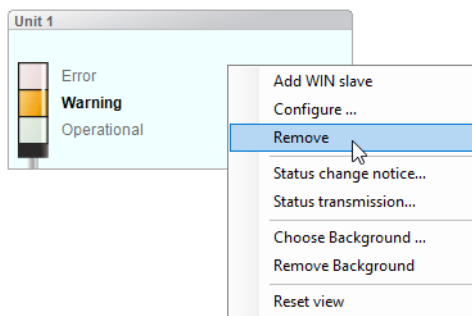 Unit 1
Error
Warning
Operational
Add WIN slave
Configure ...
Remove
Status change notice...
Status transmission...
Choose Background ...
Remove Background
Reset view